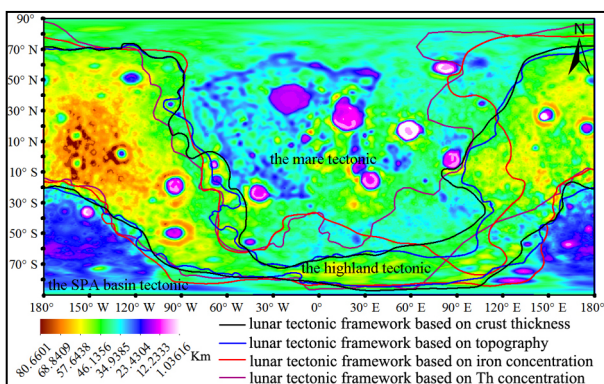 90°
70° N
50° N
30° N
10° N
10° S
30° S
50° S
70° S
N
the mare tectonic
the highland tectonic
the SPA basin tectonic
180° 150° W 120° W 90° W 60° W 30° W 0° 30° E 60° E 90° E 120° E 150° E 180°
80.6601 68.8409 57.6438 46.1356 34.9385 23.4304 12.2333 1.03616 Km
lunar tectonic framework based on crust thickness
lunar tectonic framework based on topography
lunar tectonic framework based on iron concentration
lunar tectonic framework based on Th concentration